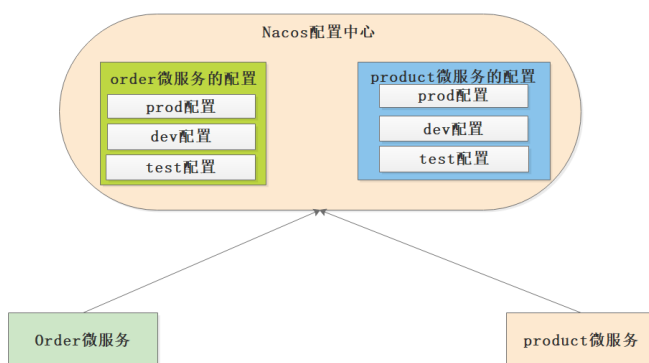 Nacos配置中心
order微服务的配置
prod配置
dev配置
test配置
product微服务的配置
prod配置
dev配置
test配置
Order微服务
product微服务